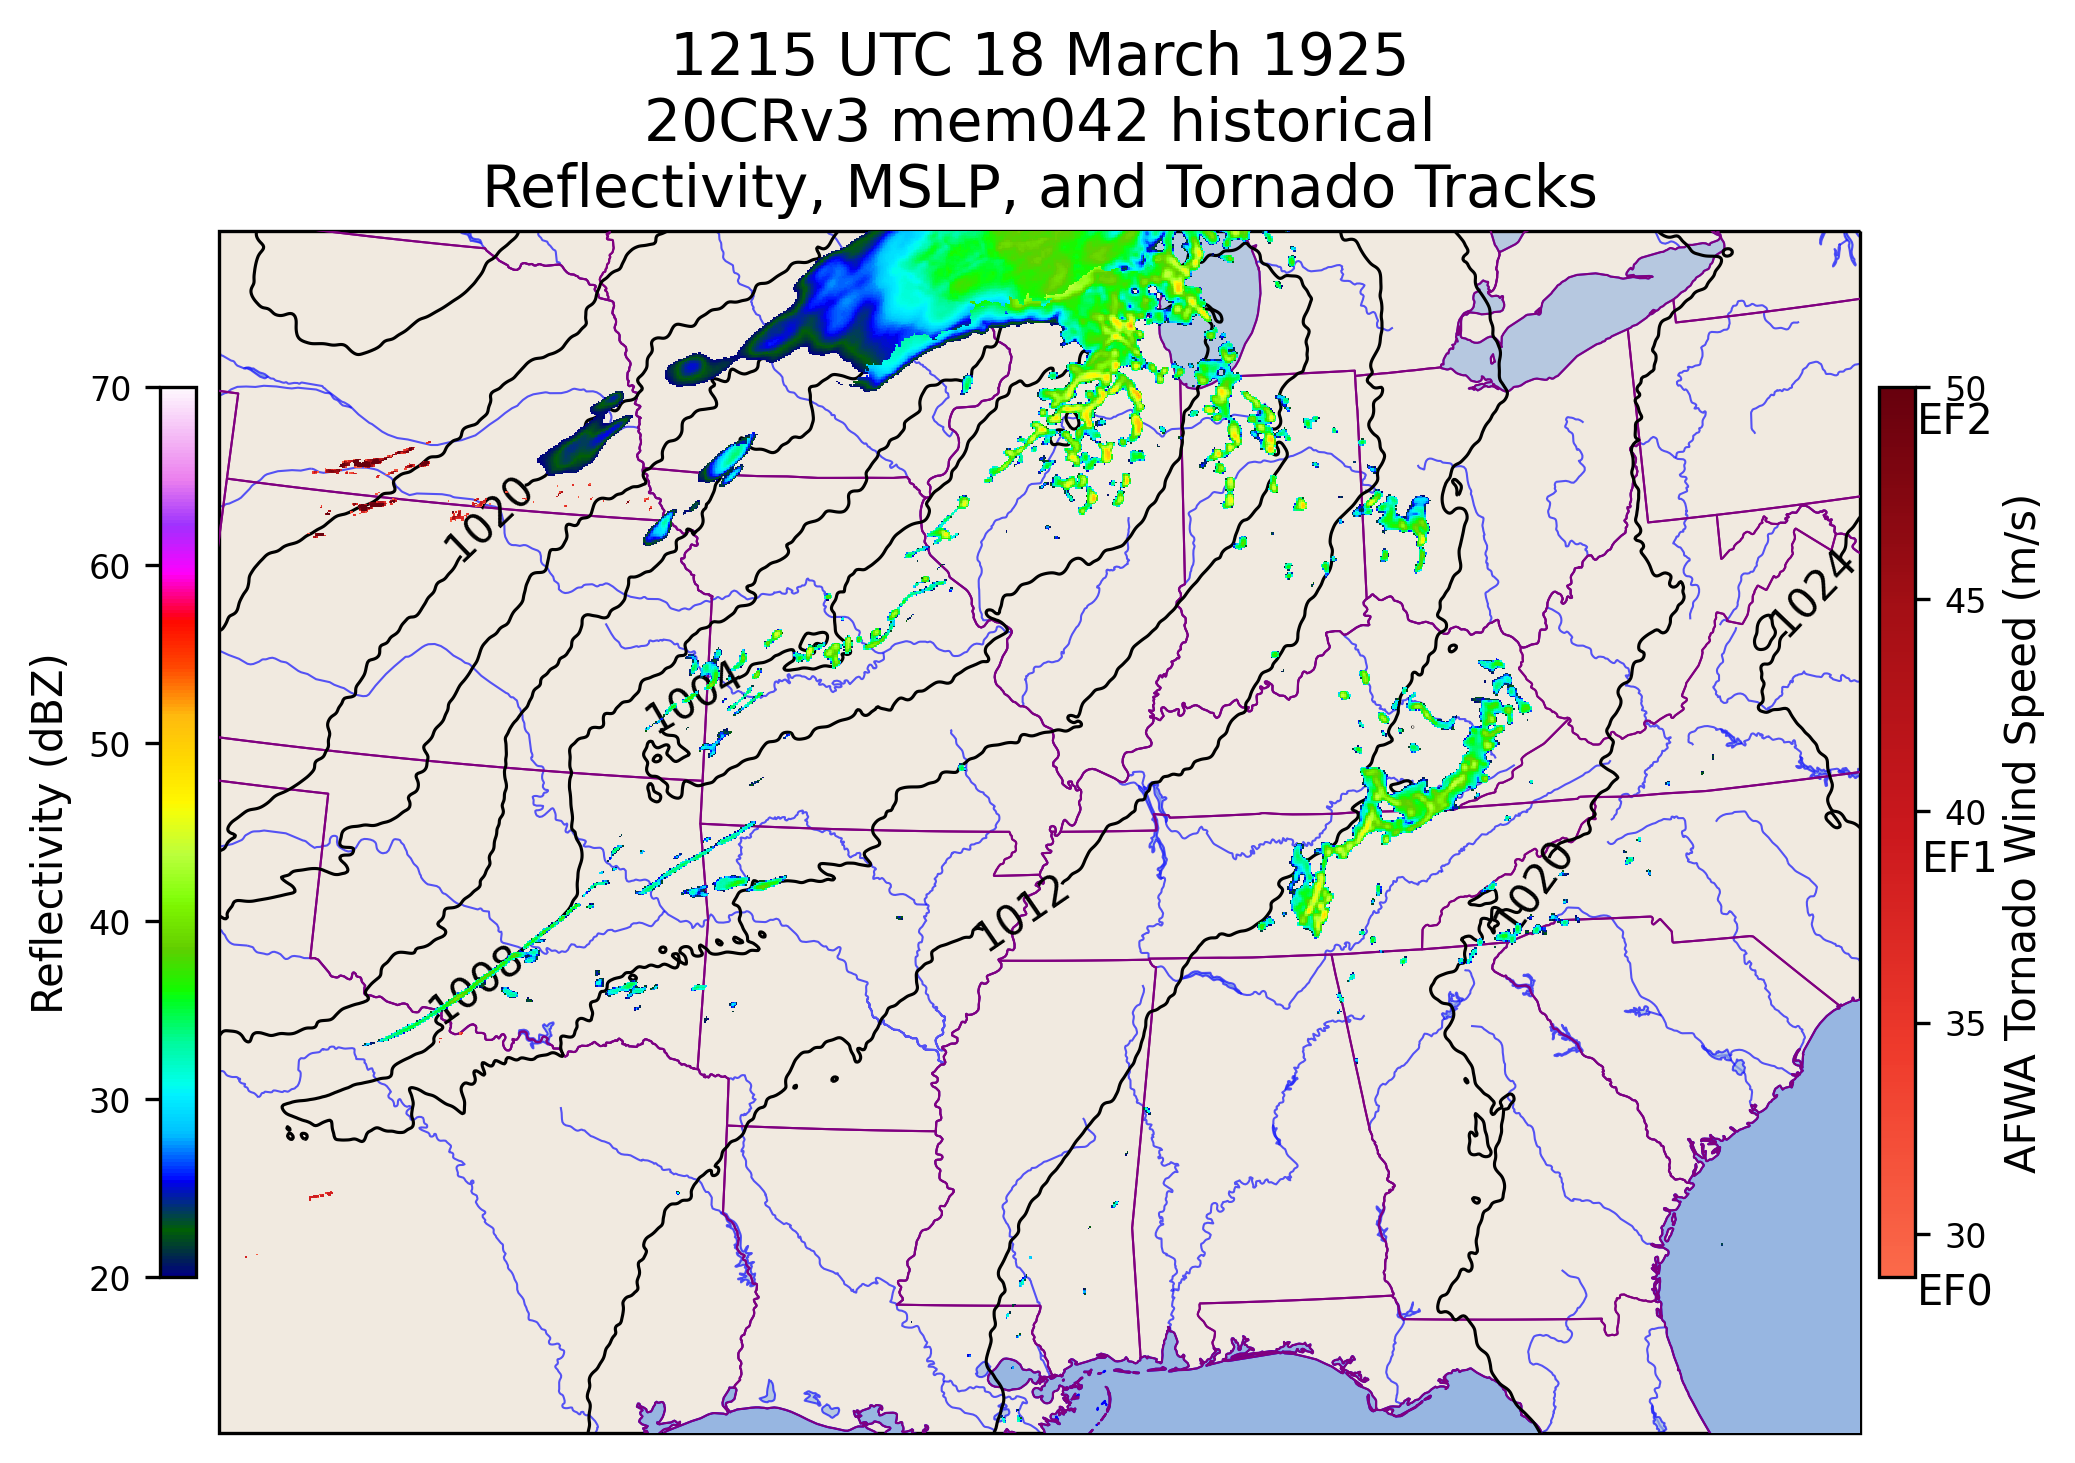 1215 UTC 18 March 1925
20CRv3 mem042 historical
Reflectivity, MSLP, and Tornado Tracks
Reflectivity (dBZ)
70
60
50
40
30
20
1020
1004
1008
1012
1020
1024
50
EF2
45
40
EF1
35
30
EF0
AFWA Tornado Wind Speed (m/s)